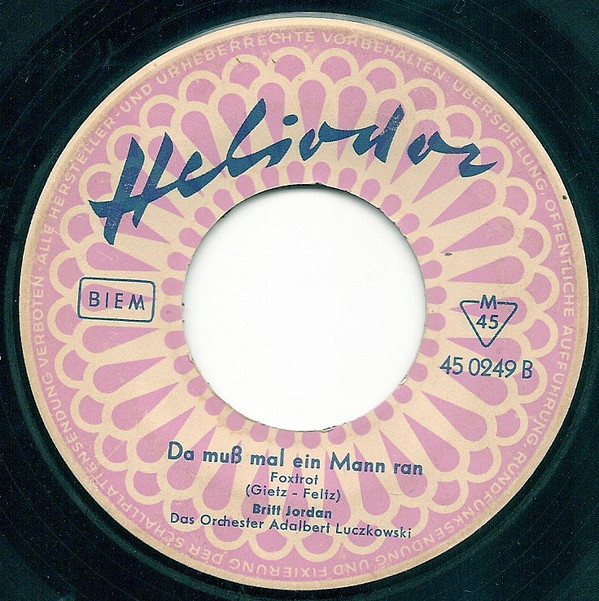 Heliodor
BIEM
M
45
45 0249 B
Da muß mal ein Mann ran
Foxtrot
(Gietz - Feltz)
Britt Jordan
Das Orchester Adalbert Luczkowski
ALLE HERSTELLER- UND URHEBERRECHTE VORBEHALTEN · ÜBERSPIELUNG, ÖFFENTLICHE AUFFÜHRUNG, RUNDFUNKSENDUNG UND FIXIERUNG DER SCHALLPLATTENSENDUNG VERBOTEN ·